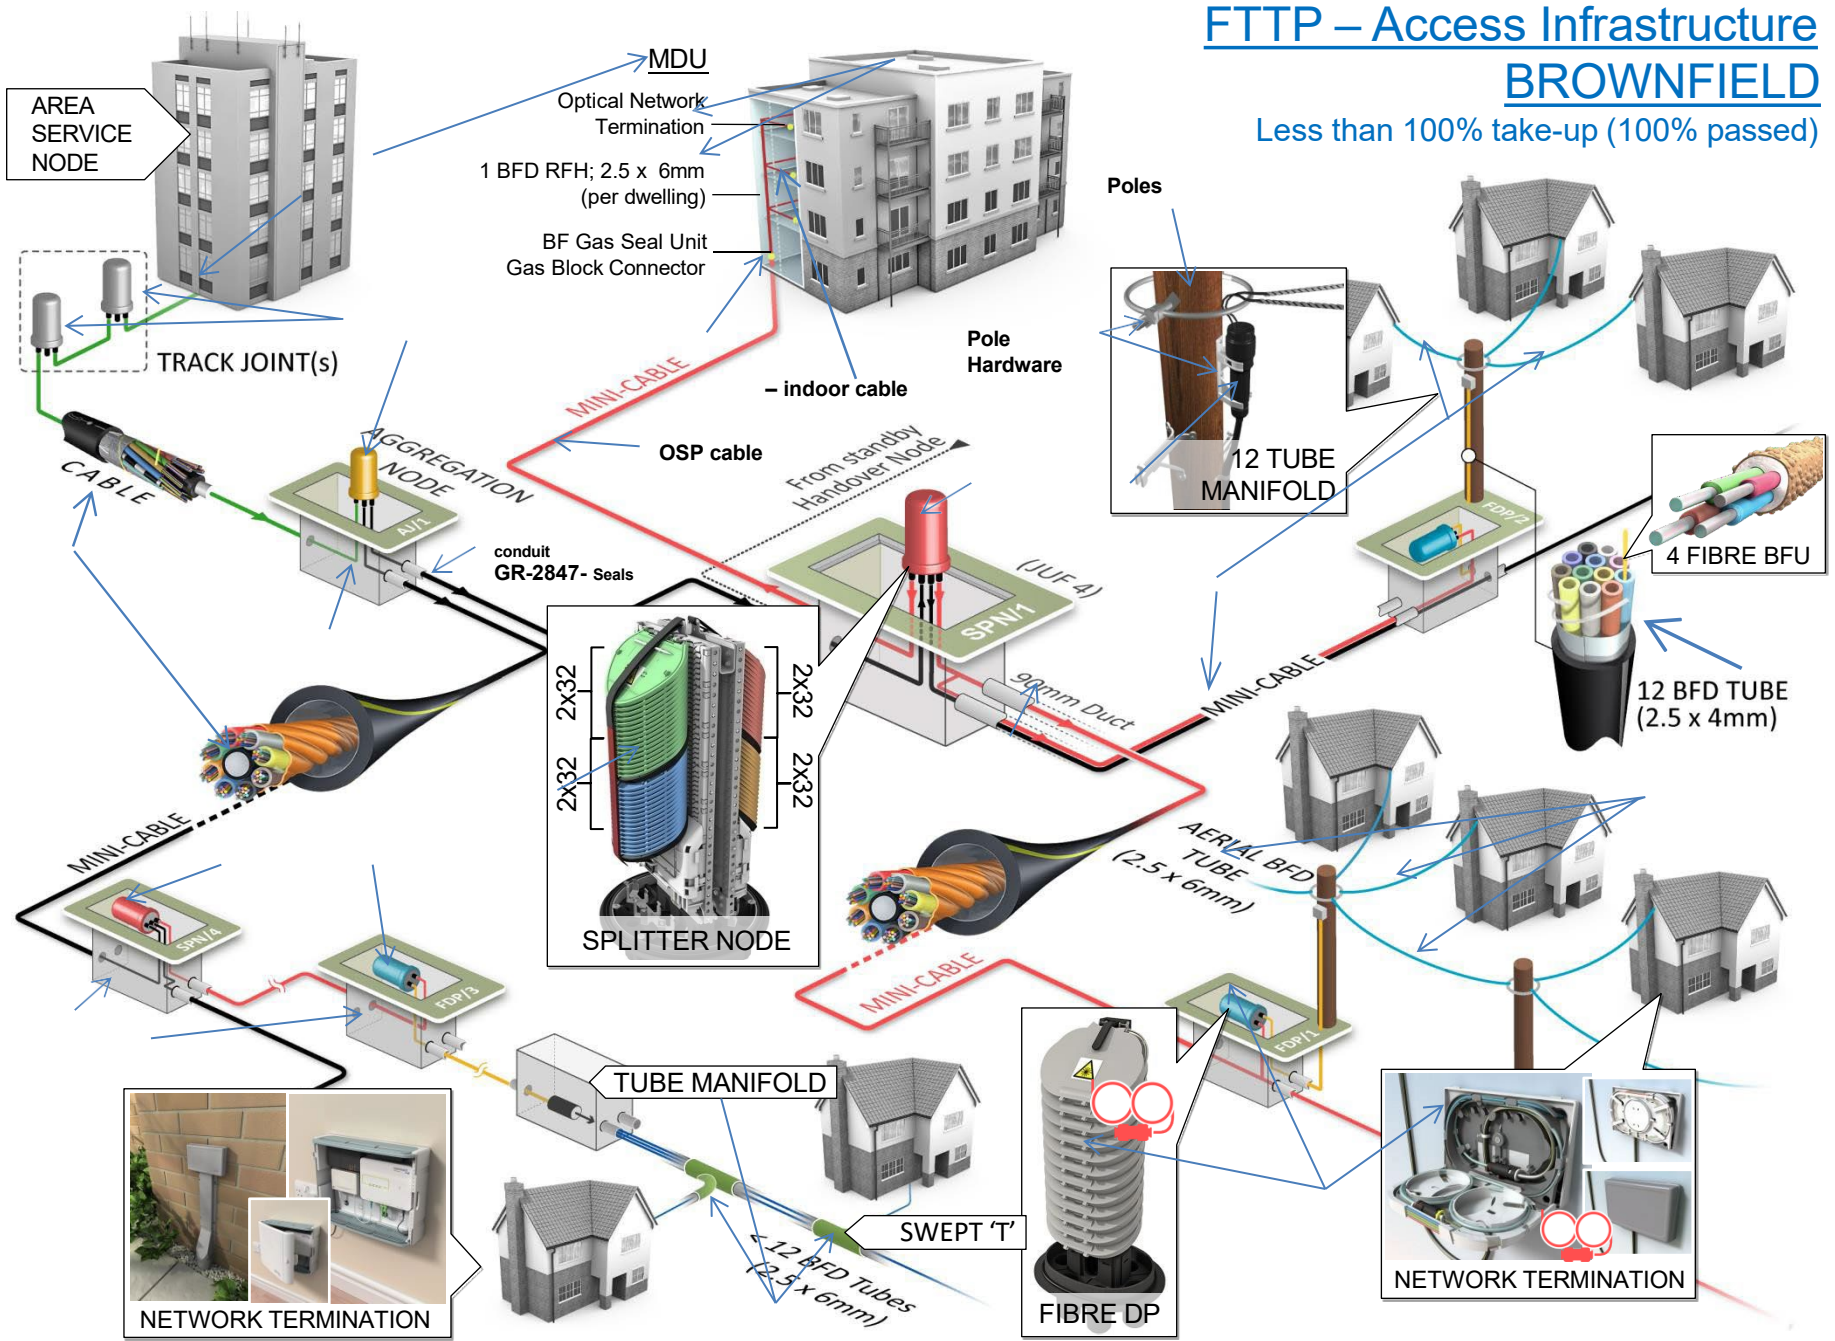 FTTP – Access Infrastructure
BROWNFIELD
Less than 100% take-up (100% passed)
AREA
SERVICE
NODE
MDU
Optical Network
Termination
1 BFD RFH; 2.5 x 6mm
(per dwelling)
BF Gas Seal Unit
Gas Block Connector
Poles
Pole
Hardware
TRACK JOINT(s)
MINI-CABLE
– indoor cable
OSP cable
CABLE
AGGREGATION
NODE
AJ/1
From standby
Handover Node
12 TUBE
MANIFOLD
FDP/2
4 FIBRE BFU
conduit
GR-2847- Seals
(JUF 4)
SPN/1
2x32
2x32
2x32
2x32
SPLITTER NODE
90mm Duct
MINI-CABLE
12 BFD TUBE
(2.5 x 4mm)
MINI-CABLE
AERIAL BFD
TUBE
(2.5 x 6mm)
SPN/4
FDP/3
MINI-CABLE
FDP/1
TUBE MANIFOLD
SWEPT ‘T’
< 12 BFD Tubes
(2.5 x 6mm)
FIBRE DP
NETWORK TERMINATION
NETWORK TERMINATION